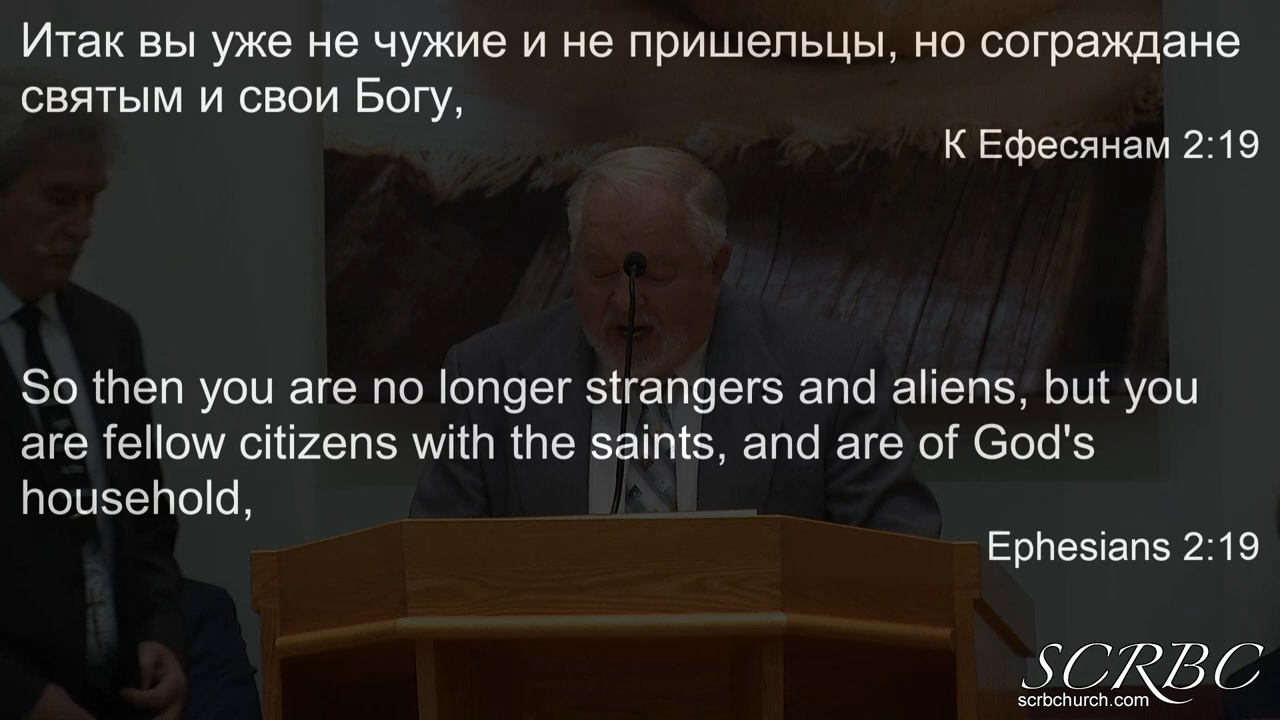 Итак вы уже не чужие и не пришельцы, но сограждане
святым и свои Богу,
К Ефесянам 2:19
So then you are no longer strangers and aliens, but you
are fellow citizens with the saints, and are of God's
household,
Ephesians 2:19
SCRBC
scrbchurch.com